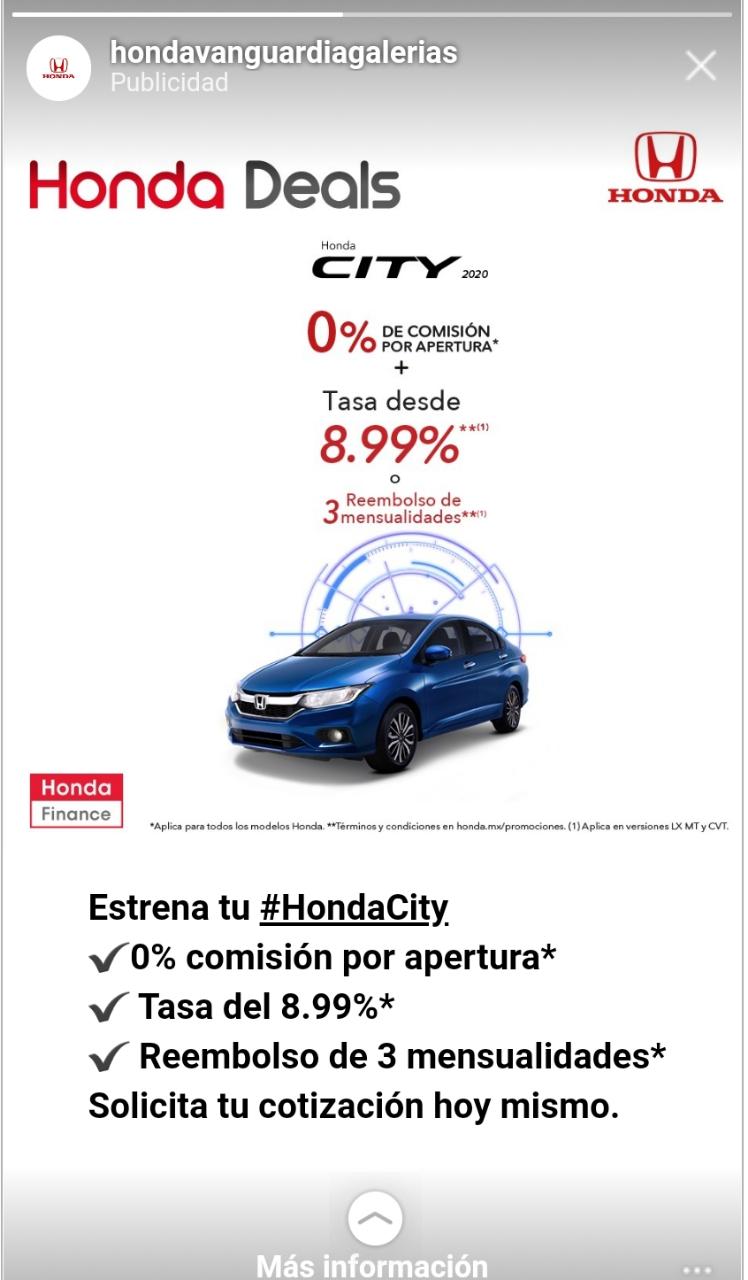 hondavanguardiagalerias
Publicidad
HONDA
Honda Deals
HONDA
Honda
CITY 2020
0% DE COMISIÓN
POR APERTURA*
+
Tasa desde
8.99%**(1)
o
3 Reembolso de
mensualidades**(1)
Honda
Finance
*Aplica para todos los modelos Honda. **Términos y condiciones en honda.mx/promociones. (1) Aplica en versiones LX MT y CVT.
Estrena tu #HondaCity
✔0% comisión por apertura*
✔ Tasa del 8.99%*
✔ Reembolso de 3 mensualidades*
Solicita tu cotización hoy mismo.
Más información